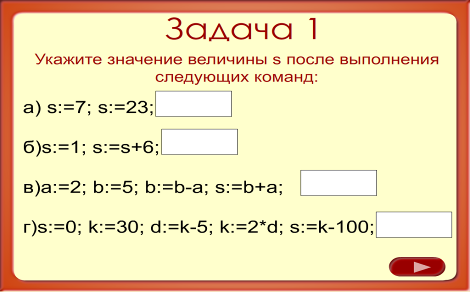 Задача 1
Укажите значение величины s после выполнения
следующих команд:
а) s:=7; s:=23;
б)s:=1; s:=s+6;
в)a:=2; b:=5; b:=b-a; s:=b+a;
г)s:=0; k:=30; d:=k-5; k:=2*d; s:=k-100;